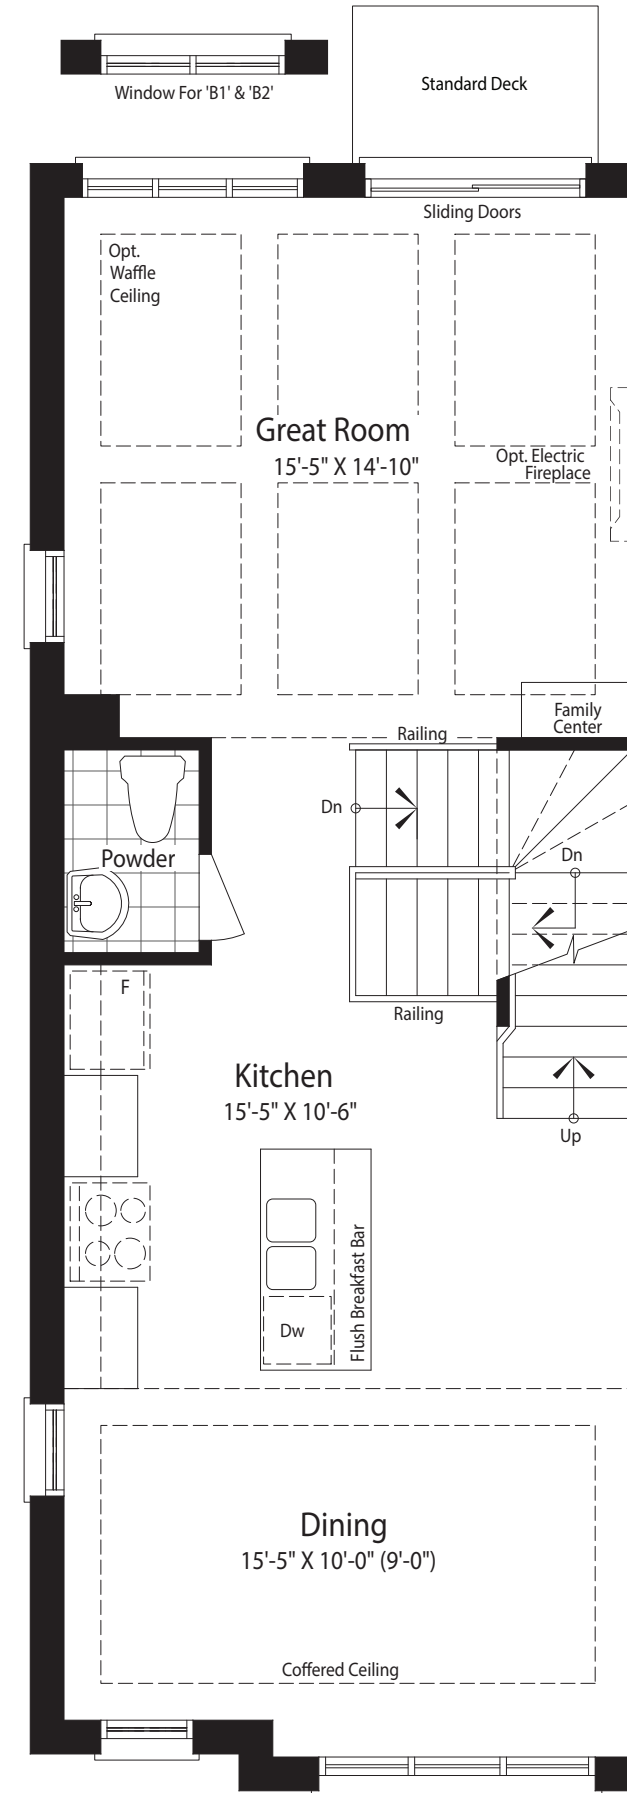 Standard Deck
Window For 'B1' & 'B2'
Sliding Doors
Opt.
Waffle
Ceiling
Great Room
15'-5" X 14'-10"
Opt. Electric
Fireplace
Family
Center
Railing
Dn
Powder
Dn
F
Railing
Kitchen
15'-5" X 10'-6"
Up
Flush Breakfast Bar
Dw
Dining
15'-5" X 10'-0" (9'-0")
Coffered Ceiling